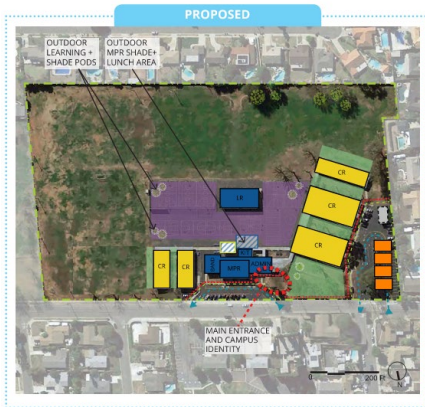 PROPOSED
OUTDOOR
LEARNING +
SHADE PODS
OUTDOOR
MPR SHADE+
LUNCH AREA
CR
LB
CR
CR
CR
CR
MPR
ADMIN
MAIN ENTRANCE
AND CAMPUS
IDENTITY
0
200 Ft
N